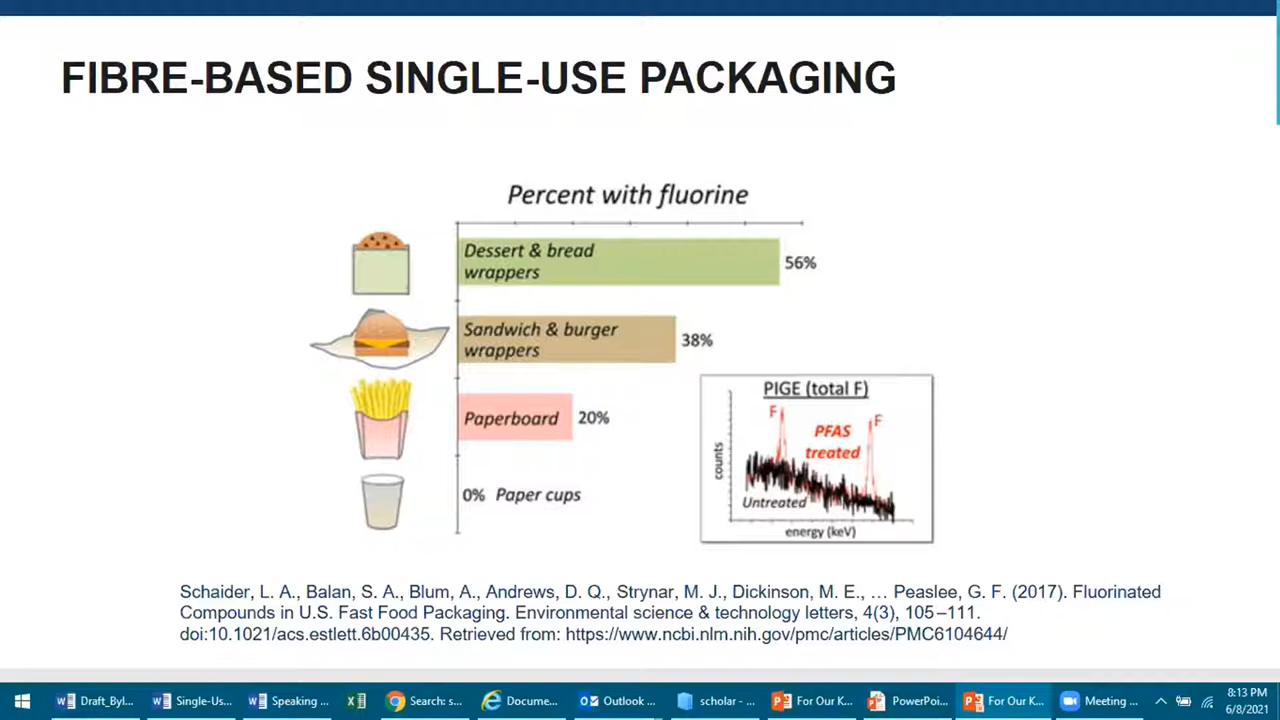 FIBRE-BASED SINGLE-USE PACKAGING
Percent with fluorine
Dessert & bread
wrappers
56%
Sandwich & burger
wrappers
38%
Paperboard
20%
0% Paper cups
PIGE (total F)
F
F
PFAS
treated
counts
Untreated
energy (keV)
Schaider, L. A., Balan, S. A., Blum, A., Andrews, D. Q., Strynar, M. J., Dickinson, M. E., … Peaslee, G. F. (2017). Fluorinated
Compounds in U.S. Fast Food Packaging. Environmental science & technology letters, 4(3), 105–111.
doi:10.1021/acs.estlett.6b00435. Retrieved from: https://www.ncbi.nlm.nih.gov/pmc/articles/PMC6104644/
Draft_Byl...
Single-Us...
Speaking ...
Search: s...
Docume...
Outlook ...
scholar - ...
For Our K...
PowerPoi...
For Our K...
Meeting ...
8:13 PM
6/8/2021